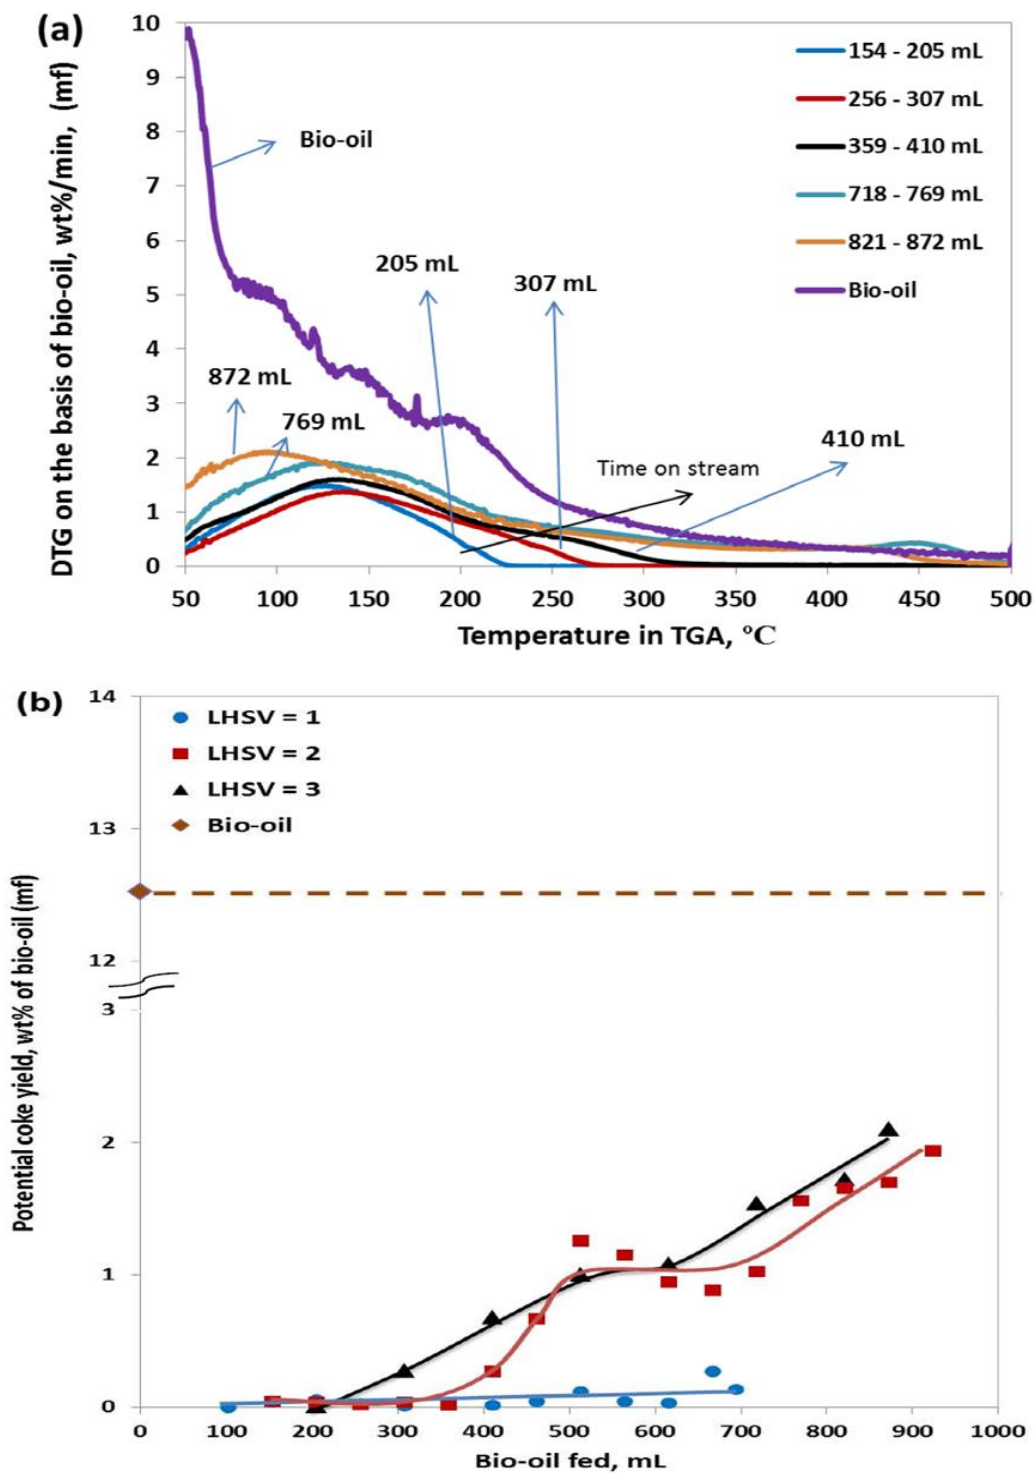 (a)
DTG on the basis of bio-oil, wt%/min, (mf)
10
9
8
7
6
5
4
3
2
1
0
154 - 205 mL
256 - 307 mL
359 - 410 mL
718 - 769 mL
821 - 872 mL
Bio-oil
Bio-oil
205 mL
307 mL
872 mL
769 mL
410 mL
Time on stream
50 100 150 200 250 300 350 400 450 500
Temperature in TGA, °C
(b)
Potential coke yield, wt% of bio-oil (mf)
14
13
12
3
2
1
0
LHSV = 1
LHSV = 2
LHSV = 3
Bio-oil
0 100 200 300 400 500 600 700 800 900 1000
Bio-oil fed, mL